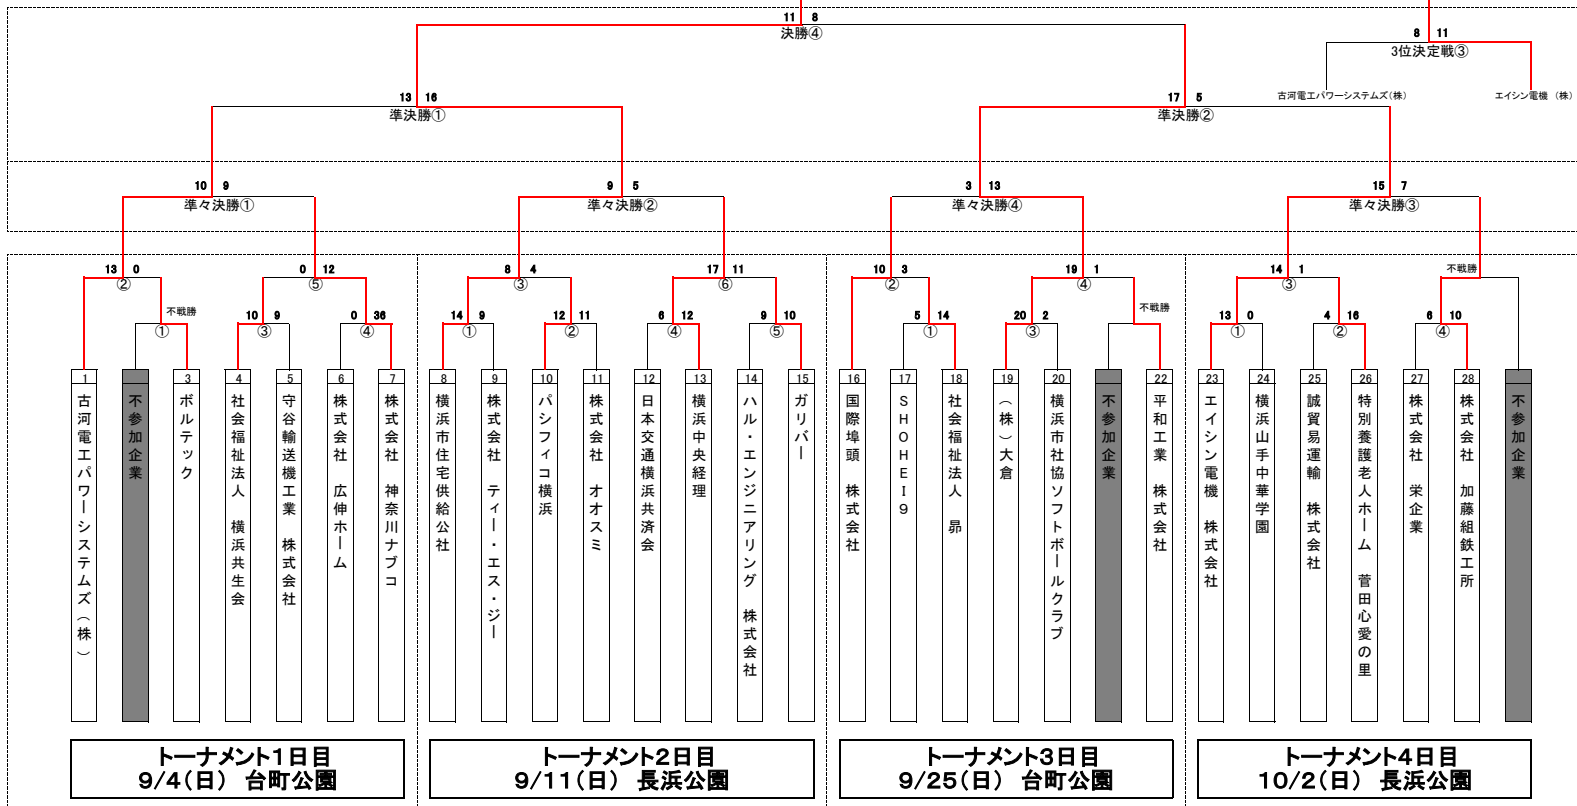 11 8
決勝④
8 11
3位決定戦③
古河電工パワーシステムズ(株)
エイシン電機 (株)
13 16
準決勝①
17 5
準決勝②
10 9
準々決勝①
9 5
準々決勝②
3 13
準々決勝④
15 7
準々決勝③
13 0
②
0 12
⑤
8 4
③
17 11
⑥
10 3
②
19 1
④
14 1
③
不戦勝
不戦勝
①
10 9
③
0 36
④
14 9
①
12 11
②
6 12
④
9 10
⑤
5 14
①
20 2
③
不戦勝
13 0
①
4 16
②
6 10
④
1
古河電工パワーシステムズ(株)
不参加企業
3
ボルテック
4
社会福祉法人 横浜共生会
5
守谷輸送機工業 株式会社
6
株式会社 広伸ホーム
7
株式会社 神奈川ナブコ
8
横浜市住宅供給公社
9
株式会社 ティー・エス・ジー
10
パシフィコ横浜
11
株式会社 オオスミ
12
日本交通横浜共済会
13
横浜中央経理
14
ハル・エンジニアリング 株式会社
15
ガリバー
16
国際埠頭 株式会社
17
SHOHEI9
18
社会福祉法人 昴
19
(株)大倉
20
横浜市社協ソフトボールクラブ
不参加企業
22
平和工業 株式会社
23
エイシン電機 株式会社
24
横浜山手中華学園
25
誠貿易運輸 株式会社
26
特別養護老人ホーム 菅田心愛の里
27
株式会社 栄企業
28
株式会社 加藤組鉄工所
不参加企業
トーナメント1日目
9/4(日) 台町公園
トーナメント2日目
9/11(日) 長浜公園
トーナメント3日目
9/25(日) 台町公園
トーナメント4日目
10/2(日) 長浜公園